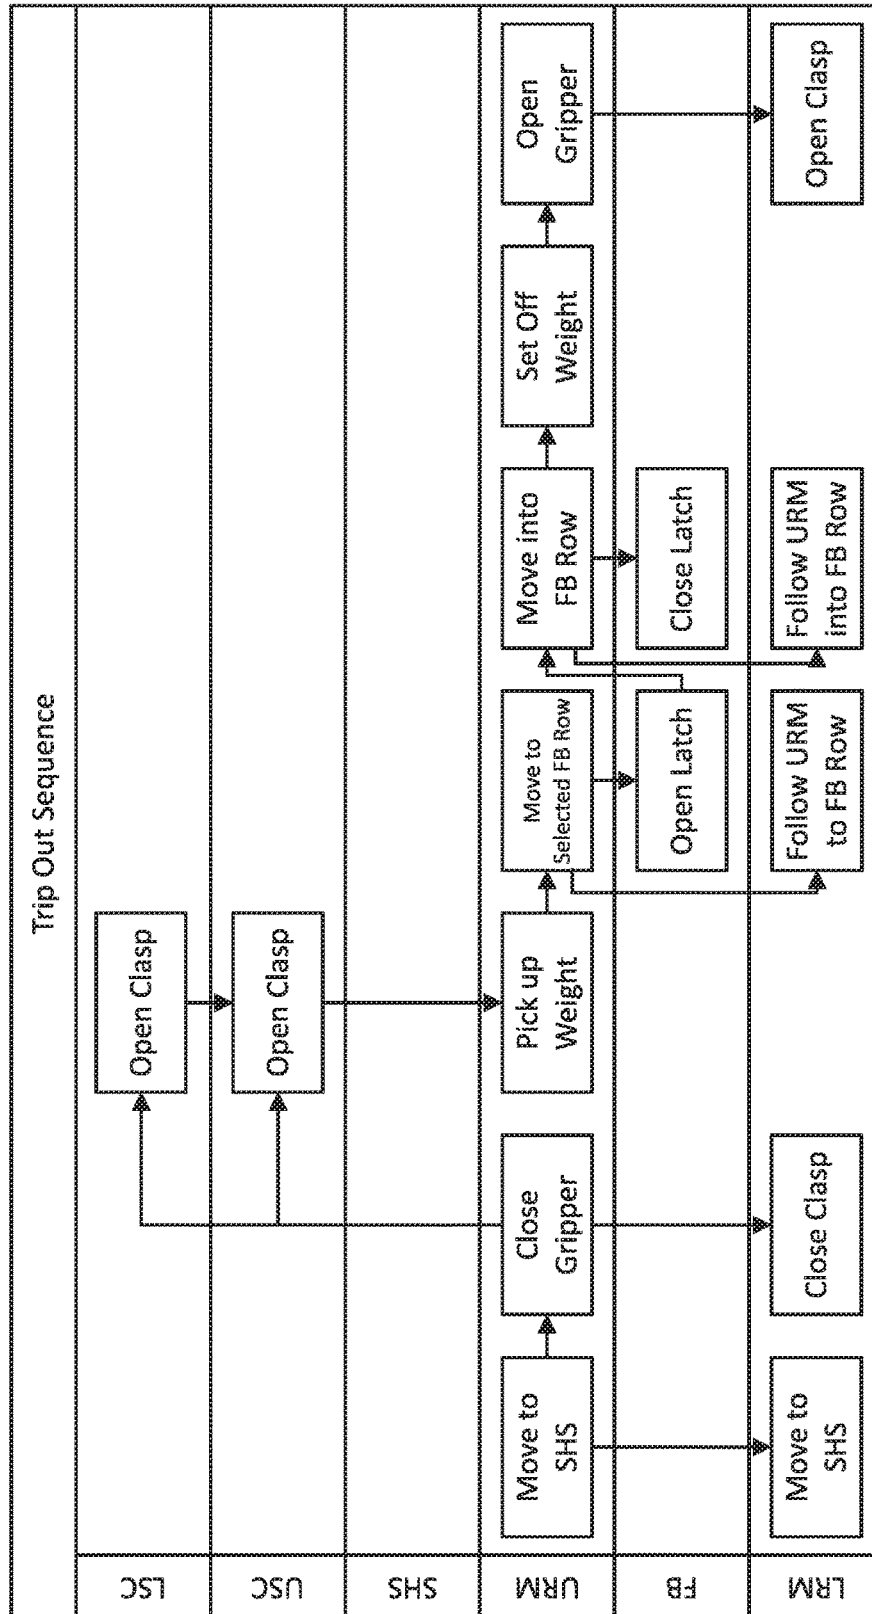 Trip Out Sequence
LSC
Open Clasp
USC
Open Clasp
SHS
URM
Move to
SHS
Close
Gripper
Pick up
Weight
Move to
Selected FB Row
Move into
FB Row
Set Off
Weight
Open
Gripper
FB
Open Latch
Close Latch
LRM
Move to
SHS
Close Clasp
Follow URM
to FB Row
Follow URM
into FB Row
Open Clasp